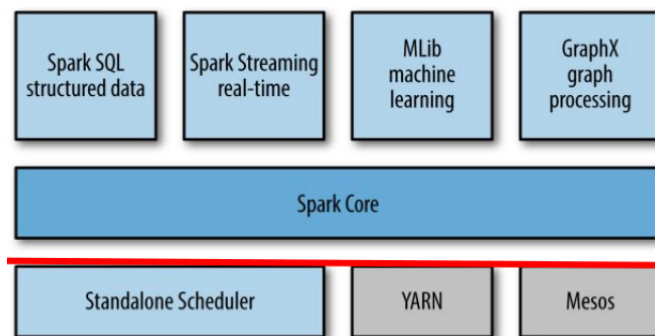 Spark SQL
structured data
Spark Streaming
real-time
MLib
machine
learning
GraphX
graph
processing
Spark Core
Standalone Scheduler
YARN
Mesos